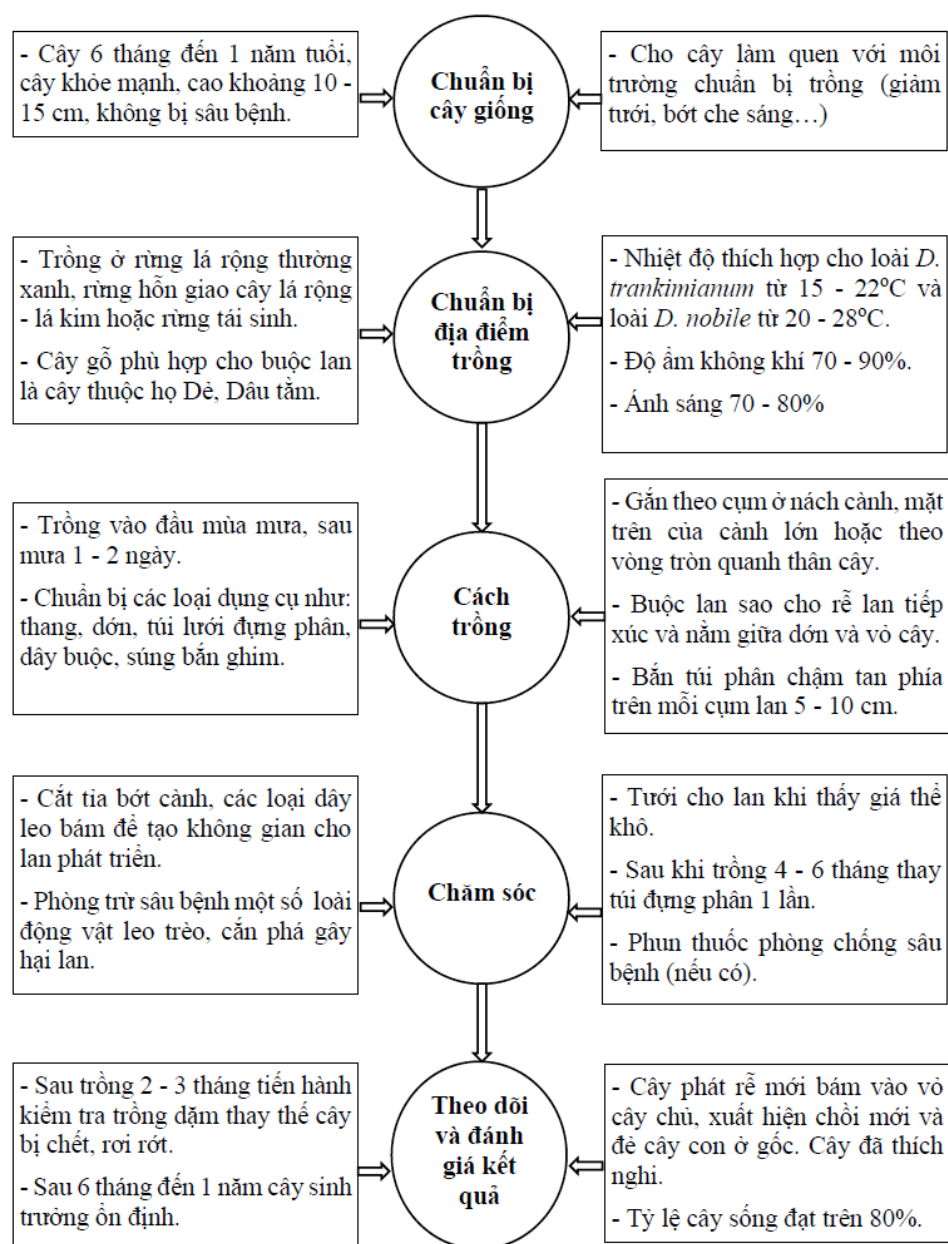 - Cây 6 tháng đến 1 năm tuổi,
cây khỏe mạnh, cao khoảng 10 -
15 cm, không bị sâu bệnh.
Chuẩn bị
cây giống
- Cho cây làm quen với môi
trường chuẩn bị trồng (giảm
tưới, bớt che sáng…)
- Trồng ở rừng lá rộng thường
xanh, rừng hỗn giao cây lá rộng
- lá kim hoặc rừng tái sinh.
- Cây gỗ phù hợp cho buộc lan
là cây thuộc họ Dẻ, Dâu tằm.
Chuẩn bị
địa điểm
trồng
- Nhiệt độ thích hợp cho loài D.
trankimianum từ 15 - 22°C và
loài D. nobile từ 20 - 28°C.
- Độ ẩm không khí 70 - 90%.
- Ánh sáng 70 - 80%
- Trồng vào đầu mùa mưa, sau
mưa 1 - 2 ngày.
- Chuẩn bị các loại dụng cụ như:
thang, dớn, túi lưới đựng phân,
dây buộc, súng bắn ghim.
Cách
trồng
- Gắn theo cụm ở nách cành, mặt
trên của cành lớn hoặc theo
vòng tròn quanh thân cây.
- Buộc lan sao cho rễ lan tiếp
xúc và nằm giữa dớn và vỏ cây.
- Bắn túi phân chậm tan phía
trên mỗi cụm lan 5 - 10 cm.
- Cắt tỉa bớt cành, các loại dây
leo bám để tạo không gian cho
lan phát triển.
- Phòng trừ sâu bệnh một số loài
động vật leo trèo, cắn phá gây
hại lan.
Chăm sóc
- Tưới cho lan khi thấy giá thể
khô.
- Sau khi trồng 4 - 6 tháng thay
túi đựng phân 1 lần.
- Phun thuốc phòng chống sâu
bệnh (nếu có).
- Sau trồng 2 - 3 tháng tiến hành
kiểm tra trồng dặm thay thế cây
bị chết, rơi rớt.
- Sau 6 tháng đến 1 năm cây sinh
trưởng ổn định.
Theo dõi
và đánh
giá kết
quả
- Cây phát rễ mới bám vào vỏ
cây chủ, xuất hiện chồi mới và
đẻ cây con ở gốc. Cây đã thích
nghi.
- Tỷ lệ cây sống đạt trên 80%.